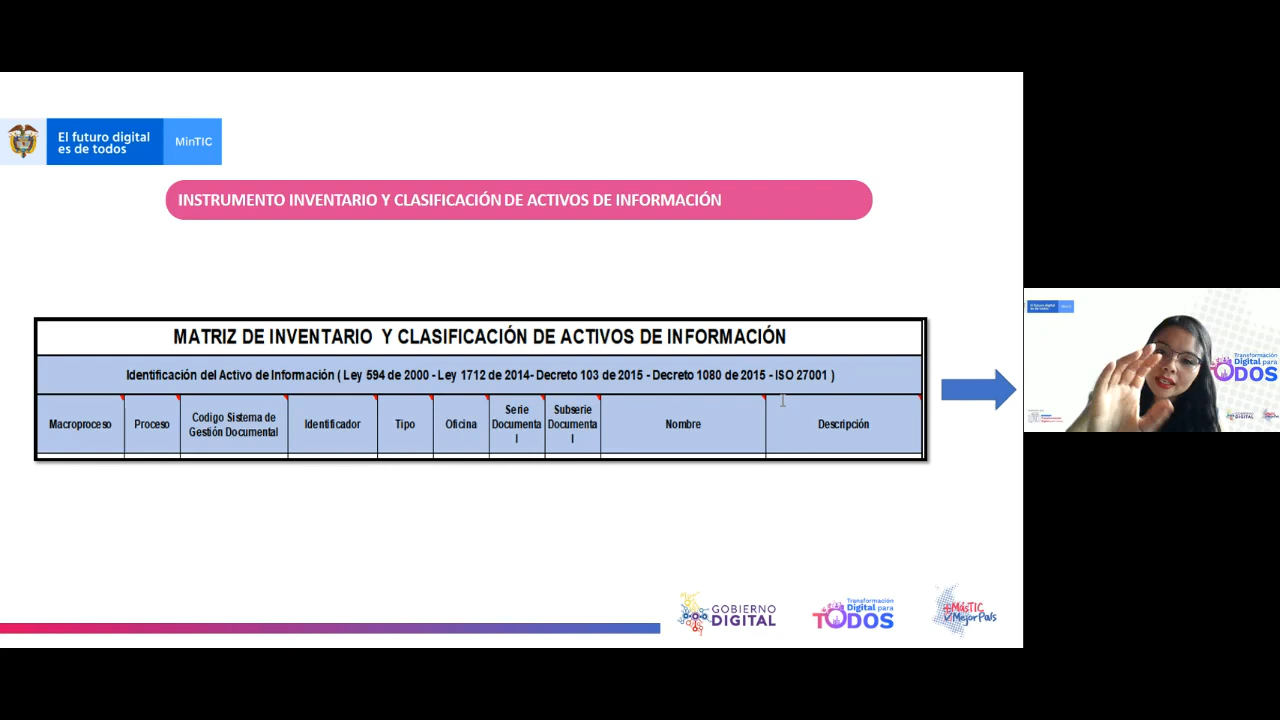 El futuro digital
es de todos
MinTIC
INSTRUMENTO INVENTARIO Y CLASIFICACIÓN DE ACTIVOS DE INFORMACIÓN
MATRIZ DE INVENTARIO Y CLASIFICACIÓN DE ACTIVOS DE INFORMACIÓN
Identificación del Activo de Información ( Ley 594 de 2000 - Ley 1712 de 2014- Decreto 103 de 2015 - Decreto 1080 de 2015 - ISO 27001 )
Macroproceso
Proceso
Codigo Sistema de
Gestión Documental
Identificador
Tipo
Oficina
Serie
Documenta
l
Subserie
Documenta
l
Nombre
Descripción
GOBIERNO
DIGITAL
Transformación
Digital para
TODOS
+MásTIC
MejorPaís
Transformación
Digital para
TODOS